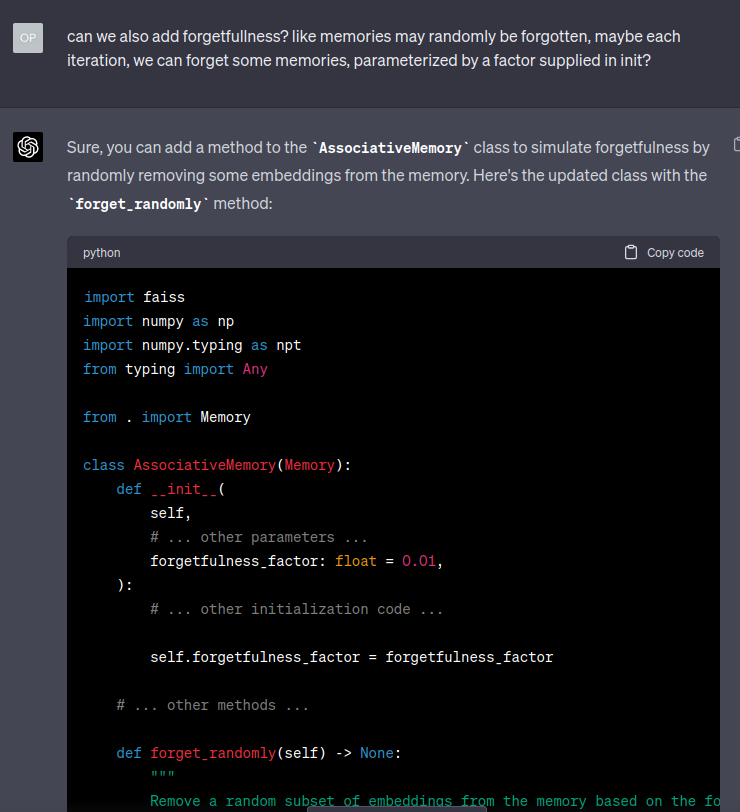 OP
can we also add forgetfullness? like memories may randomly be forgotten, maybe each
iteration, we can forget some memories, parameterized by a factor supplied in init?
Sure, you can add a method to the `AssociativeMemory` class to simulate forgetfulness by
randomly removing some embeddings from the memory. Here's the updated class with the
`forget_randomly` method:
python Copy code
import faiss
import numpy as np
import numpy.typing as npt
from typing import Any

from . import Memory

class AssociativeMemory(Memory):
    def __init__(
        self,
        # ... other parameters ...
        forgetfulness_factor: float = 0.01,
    ):
        # ... other initialization code ...

        self.forgetfulness_factor = forgetfulness_factor

    # ... other methods ...

    def forget_randomly(self) -> None:
        """
        Remove a random subset of embeddings from the memory based on the fo